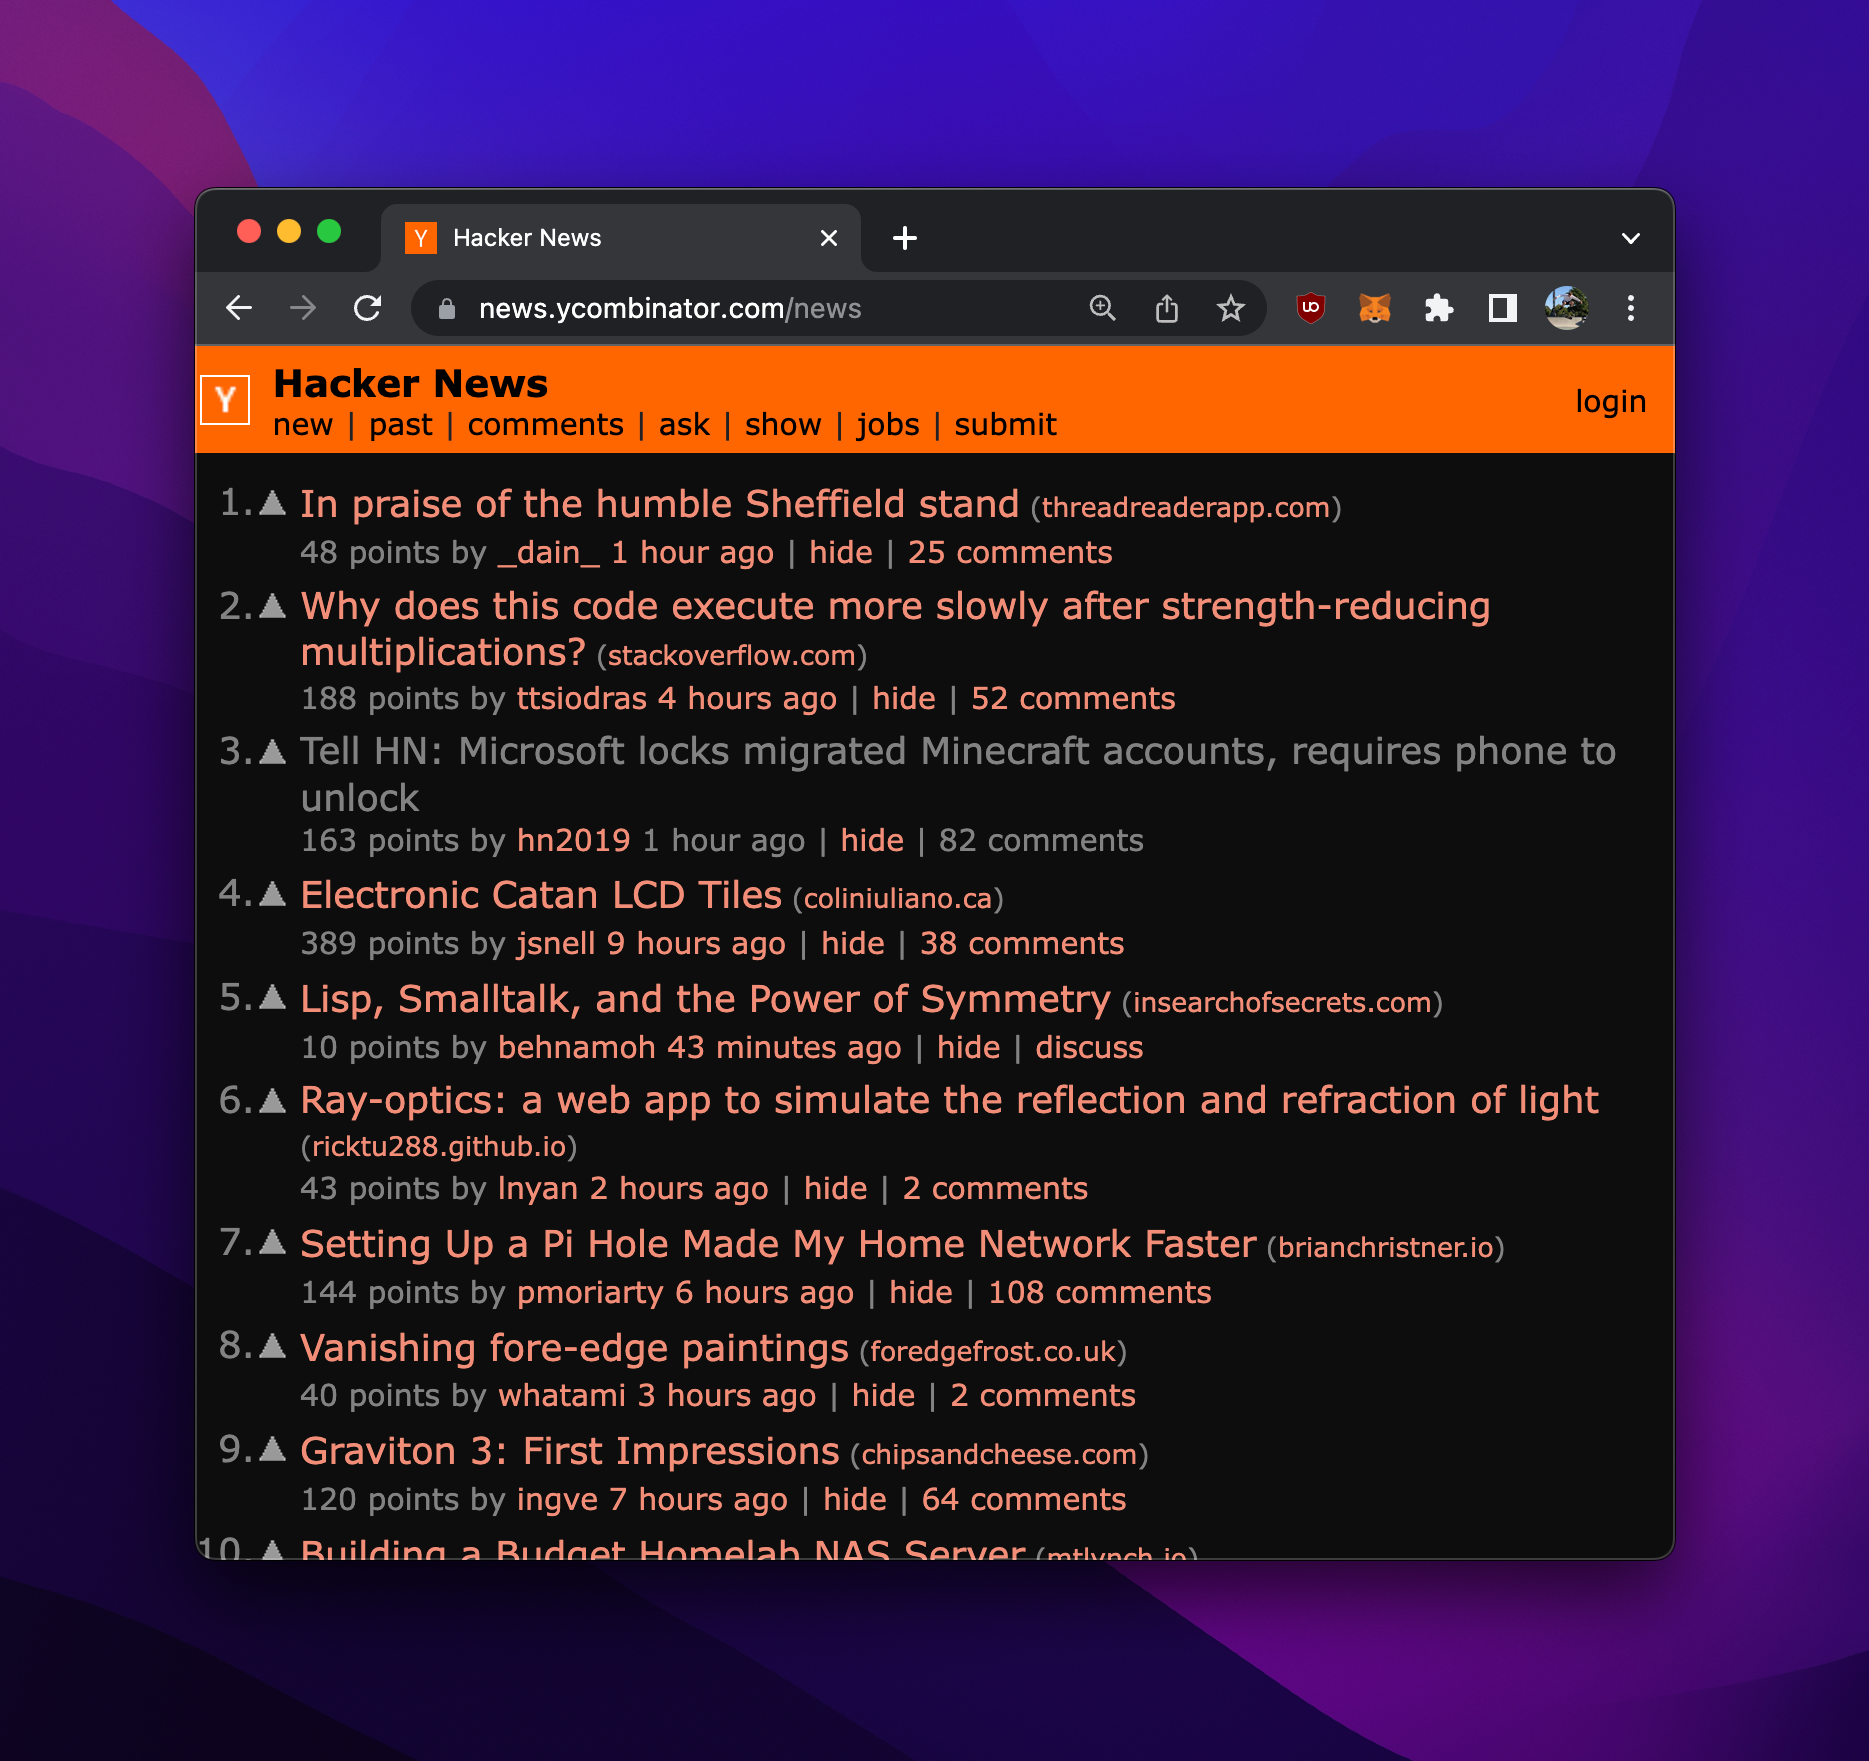 Y Hacker News
news.ycombinator.com/news
Y Hacker News
new | past | comments | ask | show | jobs | submit
login
1. In praise of the humble Sheffield stand (threadreaderapp.com)
48 points by _dain_ 1 hour ago | hide | 25 comments
2. Why does this code execute more slowly after strength-reducing
multiplications? (stackoverflow.com)
188 points by ttsiodras 4 hours ago | hide | 52 comments
3. Tell HN: Microsoft locks migrated Minecraft accounts, requires phone to
unlock
163 points by hn2019 1 hour ago | hide | 82 comments
4. Electronic Catan LCD Tiles (coliniuliano.ca)
389 points by jsnell 9 hours ago | hide | 38 comments
5. Lisp, Smalltalk, and the Power of Symmetry (insearchofsecrets.com)
10 points by behnamoh 43 minutes ago | hide | discuss
6. Ray-optics: a web app to simulate the reflection and refraction of light
(ricktu288.github.io)
43 points by lnyan 2 hours ago | hide | 2 comments
7. Setting Up a Pi Hole Made My Home Network Faster (brianchristner.io)
144 points by pmoriarty 6 hours ago | hide | 108 comments
8. Vanishing fore-edge paintings (foredgefrost.co.uk)
40 points by whatami 3 hours ago | hide | 2 comments
9. Graviton 3: First Impressions (chipsandcheese.com)
120 points by ingve 7 hours ago | hide | 64 comments
10. Building a Budget Homelab NAS Server (mtlynch.io)